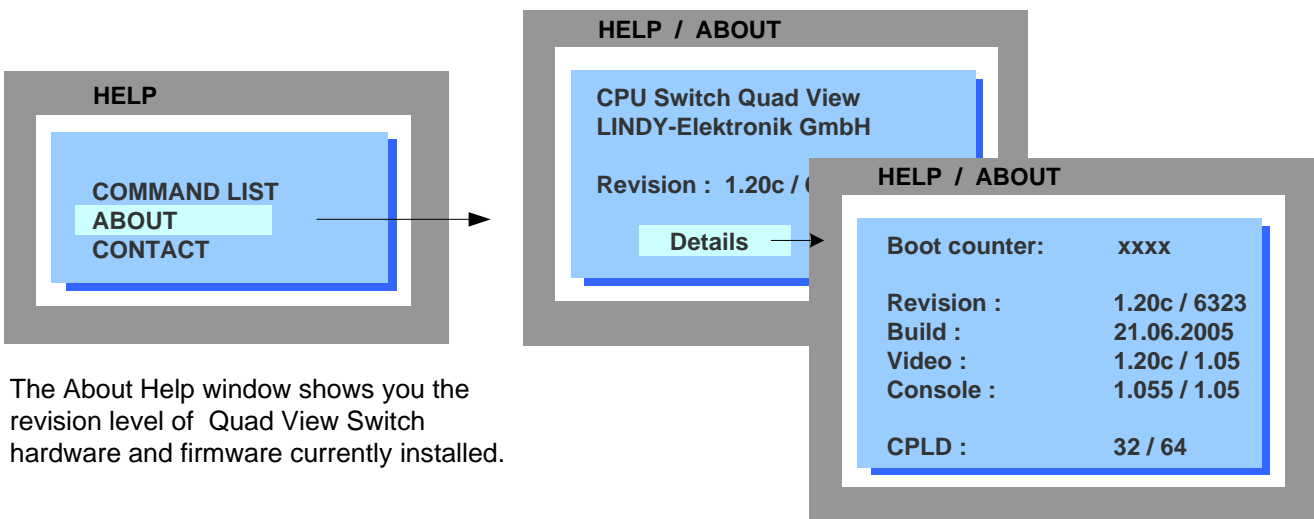 HELP
COMMAND LIST
ABOUT
CONTACT
The About Help window shows you the
revision level of Quad View Switch
hardware and firmware currently installed.
HELP / ABOUT
CPU Switch Quad View
LINDY-Elektronik GmbH
Revision : 1.20c /
Details
HELP / ABOUT
Boot counter: xxxx
Revision : 1.20c / 6323
Build : 21.06.2005
Video : 1.20c / 1.05
Console : 1.055 / 1.05
CPLD : 32 / 64